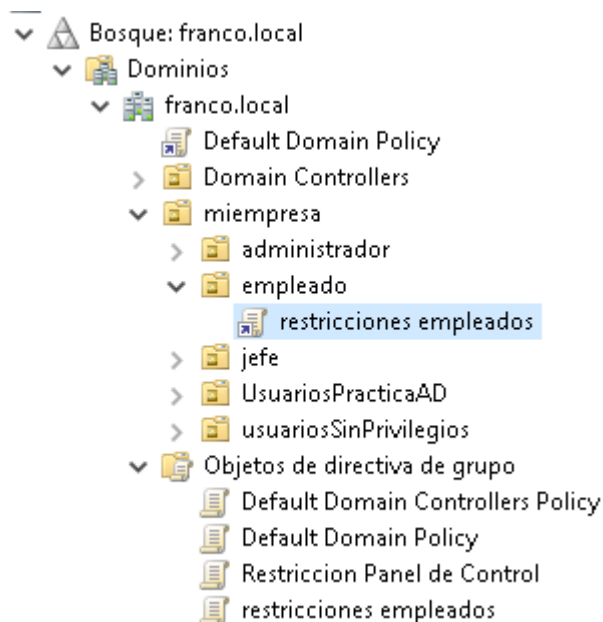 Bosque: franco.local
Dominios
franco.local
Default Domain Policy
Domain Controllers
miempresa
administrador
empleado
restricciones empleados
jefe
UsuariosPracticaAD
usuariosSinPrivilegios
Objetos de directiva de grupo
Default Domain Controllers Policy
Default Domain Policy
Restriccion Panel de Control
restricciones empleados